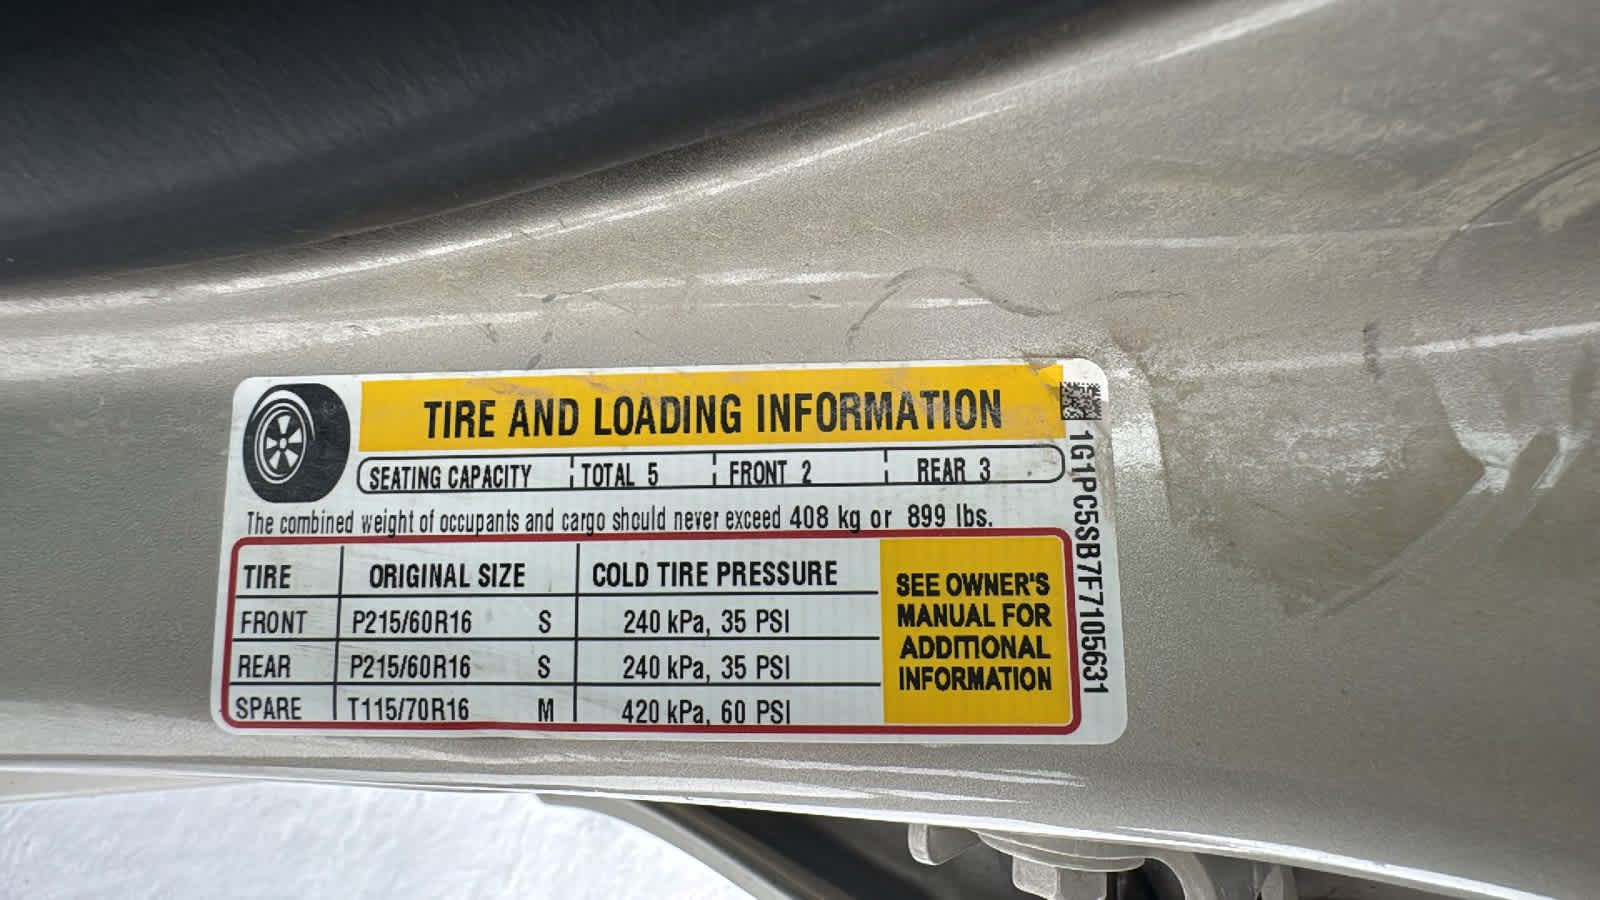 TIRE AND LOADING INFORMATION
SEATING CAPACITY TOTAL 5 FRONT 2 REAR 3
The combined weight of occupants and cargo should never exceed 408 kg or 899 lbs.
TIRE ORIGINAL SIZE COLD TIRE PRESSURE
FRONT P215/60R16 S 240 kPa, 35 PSI
REAR P215/60R16 S 240 kPa, 35 PSI
SPARE T115/70R16 M 420 kPa, 60 PSI
SEE OWNER'S
MANUAL FOR
ADDITIONAL
INFORMATION
1G1PC5SB7F7105631